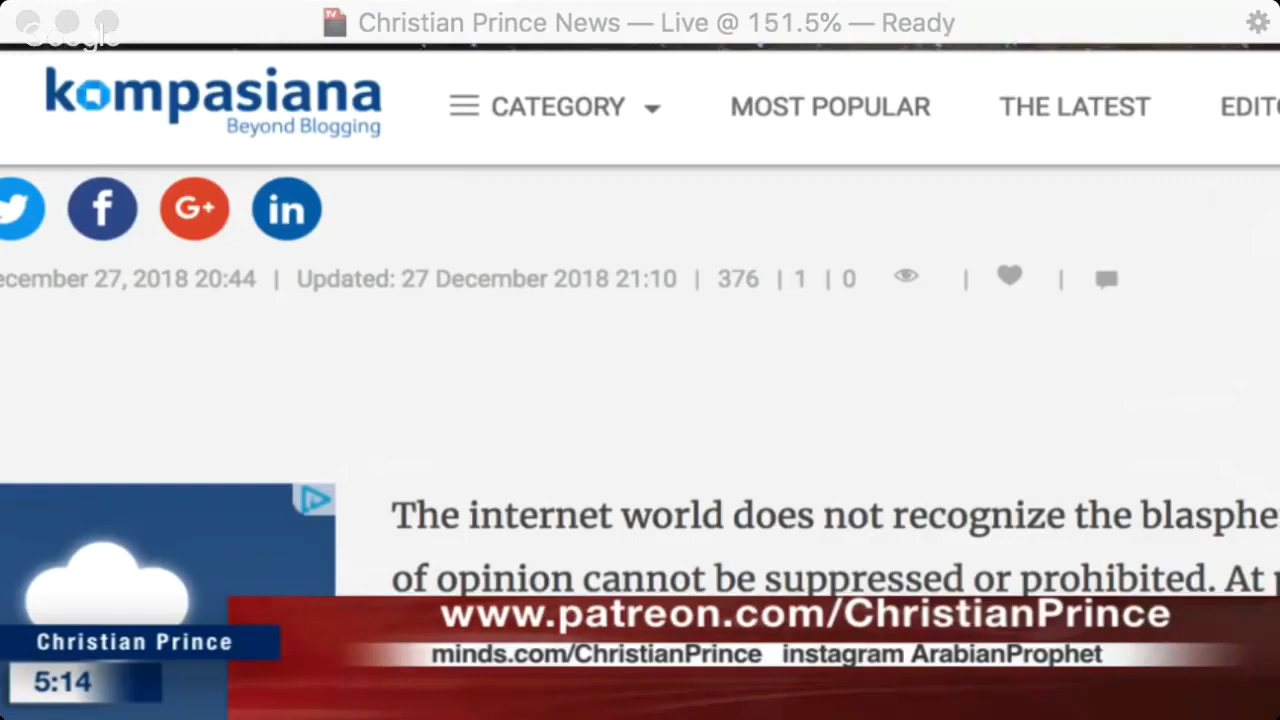 Christian Prince News — Live @ 151.5% — Ready
Google
kompasiana
Beyond Blogging
CATEGORY
MOST POPULAR
THE LATEST
EDITO
f
G+
in
ecember 27, 2018 20:44 | Updated: 27 December 2018 21:10 | 376 | 1 | 0 | |
The internet world does not recognize the blasphe
of opinion cannot be suppressed or prohibited. At
www.patreon.com/ChristianPrince
Christian Prince
minds.com/ChristianPrince instagram ArabianProphet
5:14